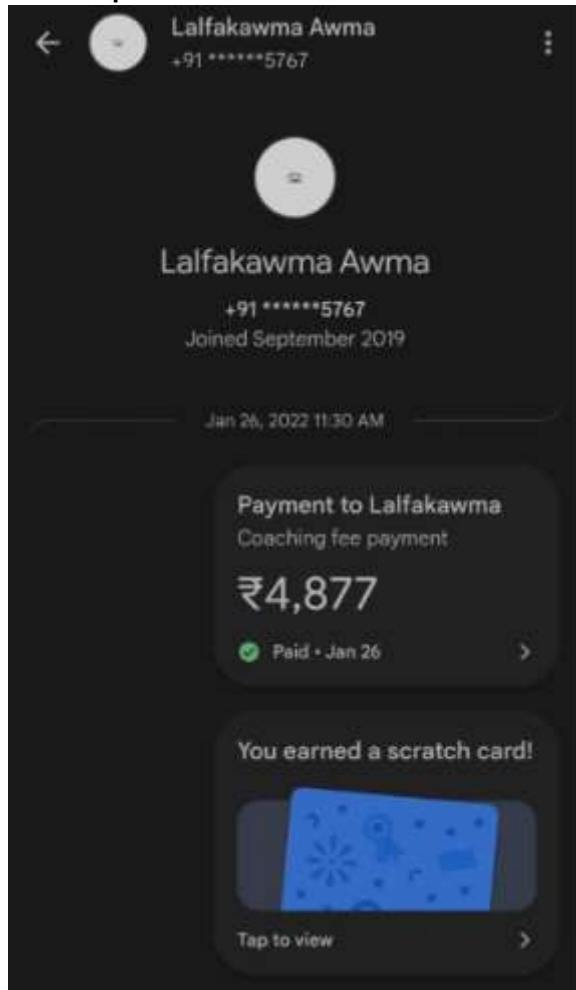 Lalfakawma Awma
+91 ******5767
Lalfakawma Awma
+91 ******5767
Joined September 2019
Jan 26, 2022 11:30 AM
Payment to Lalfakawma
Coaching fee payment
₹4,877
Paid • Jan 26
You earned a scratch card!
Tap to view